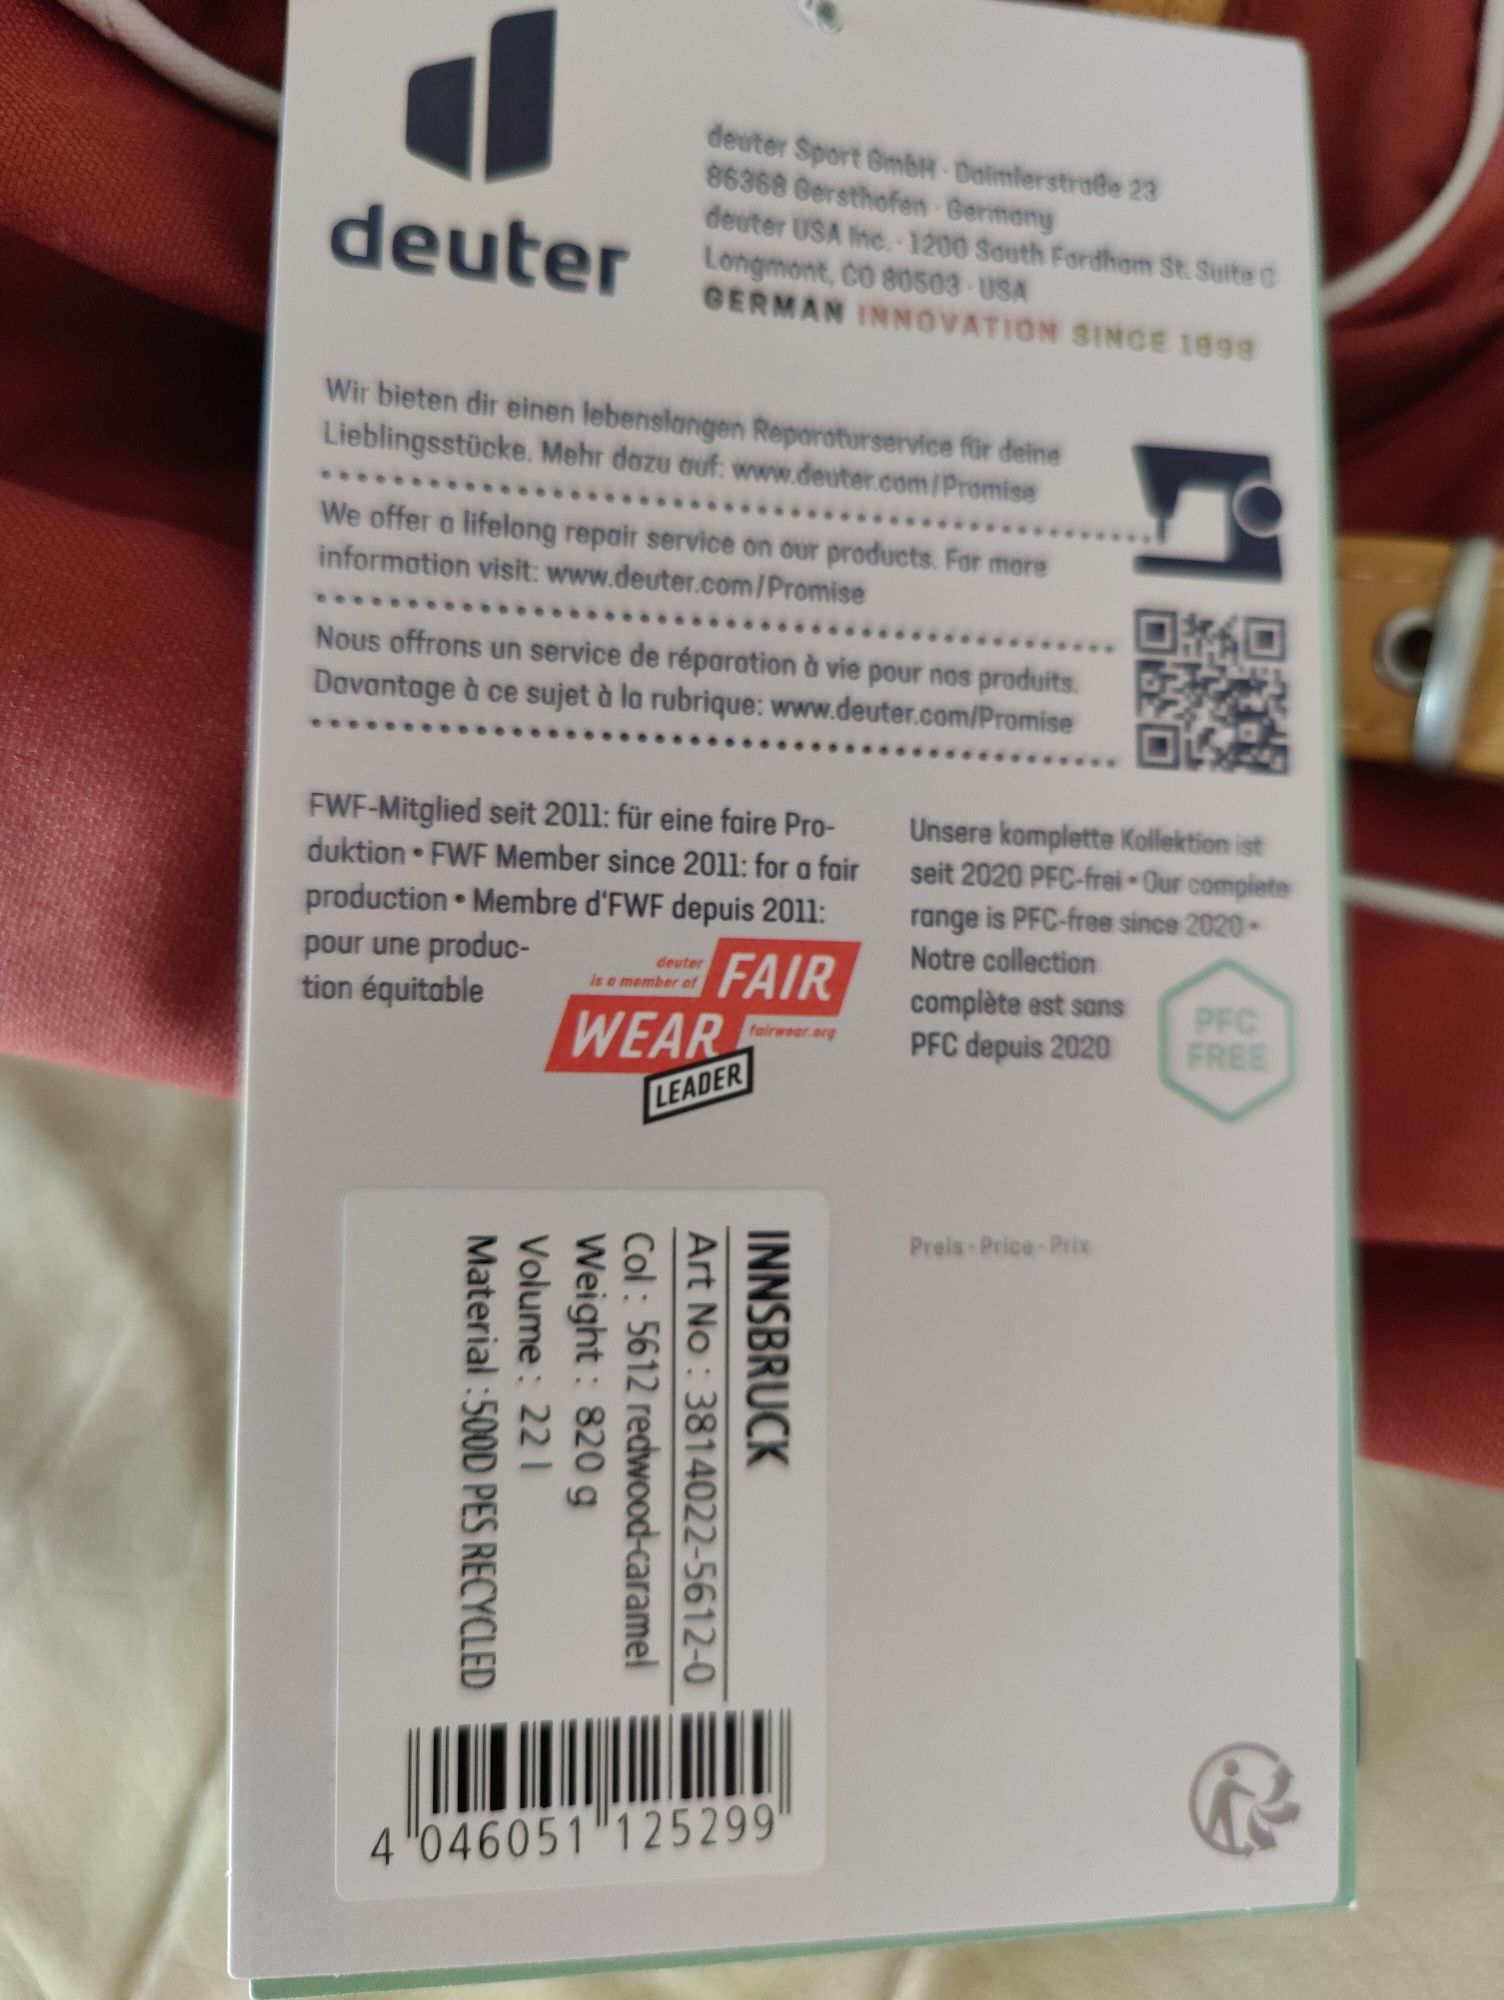 deuter
deuter Sport GmbH · Daimlerstraße 23
86368 Gersthofen · Germany
deuter USA Inc. · 1200 South Fordham St. Suite C
Longmont, CO 80503 · USA
GERMAN INNOVATION SINCE 1898
Wir bieten dir einen lebenslangen Reparaturservice für deine
Lieblingsstücke. Mehr dazu auf: www.deuter.com/Promise
We offer a lifelong repair service on our products. For more
information visit: www.deuter.com/Promise
Nous offrons un service de réparation à vie pour nos produits.
Davantage à ce sujet à la rubrique: www.deuter.com/Promise
FWF-Mitglied seit 2011: für eine faire Pro-
duktion • FWF Member since 2011: for a fair
production • Membre d'FWF depuis 2011:
pour une produc-
tion équitable
deuter
is a member of
FAIR
WEAR
fairwear.org
LEADER
Unsere komplette Kollektion ist
seit 2020 PFC-frei • Our complete
range is PFC-free since 2020 •
Notre collection
complète est sans
PFC depuis 2020
PFC
FREE
Preis · Price · Prix
INNSBRUCK
Art No : 3814022-5612-0
Col : 5612 redwood-caramel
Weight : 820 g
Volume : 22 l
Material :500D PES RECYCLED
4 046051 125299